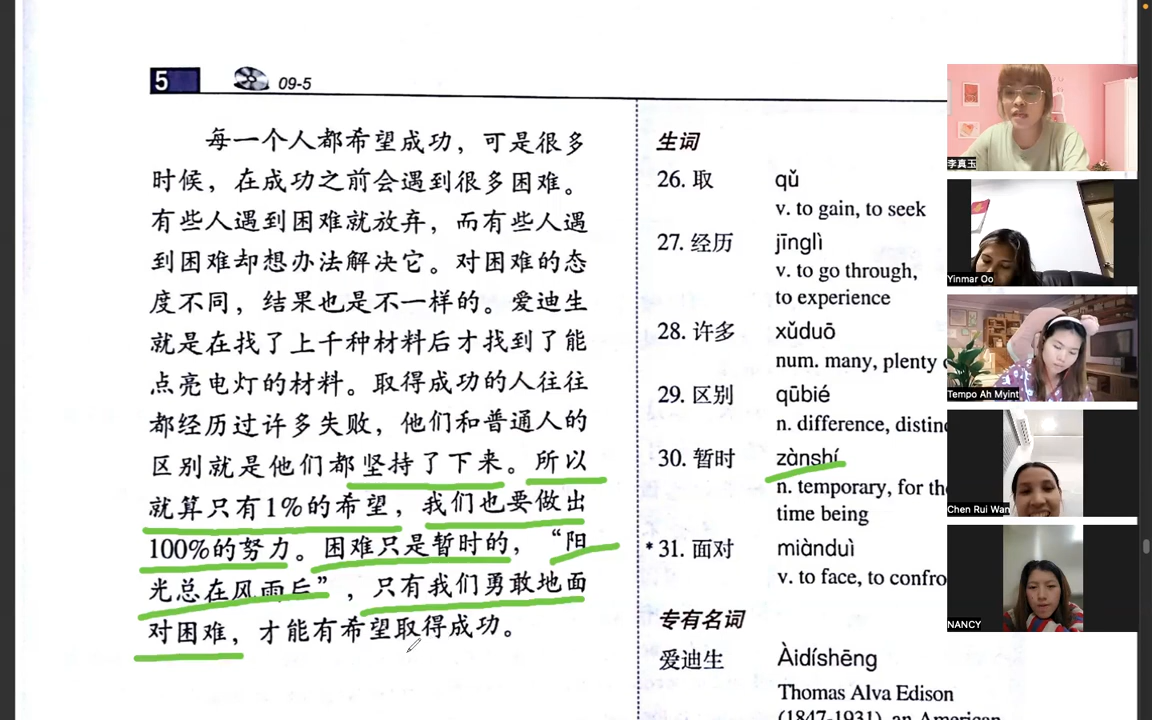 5
09-5
每一个人都希望成功，可是很多
时候，在成功之前会遇到很多困难。
有些人遇到困难就放弃，而有些人遇
到困难却想办法解决它。对困难的态
度不同，结果也是不一样的。爱迪生
就是在找了上千种材料后才找到了能
点亮电灯的材料。取得成功的人往往
都经历过许多失败，他们和普通人的
区别就是他们都坚持了下来。所以
就算只有1%的希望，我们也要做出
100%的努力。困难只是暂时的，“阳
光总在风雨后”，只有我们勇敢地面
对困难，才能有希望取得成功。
生词
26. 取 qǔ
v. to gain, to seek
27. 经历 jīnglì
v. to go through,
to experience
28. 许多 xǔduō
num. many, plenty
29. 区别 qūbié
n. difference,
30. 暂时 zànshí
n. temporary, for
time being
*31. 面对 miànduì
v. to face, to
专有名词
爱迪生 Àidíshēng
Thomas Alva Edison
(1847-1931), an American
李真玉
Yinmar Oo
Tempo Ah Myint
Chen Rui Wan
NANCY